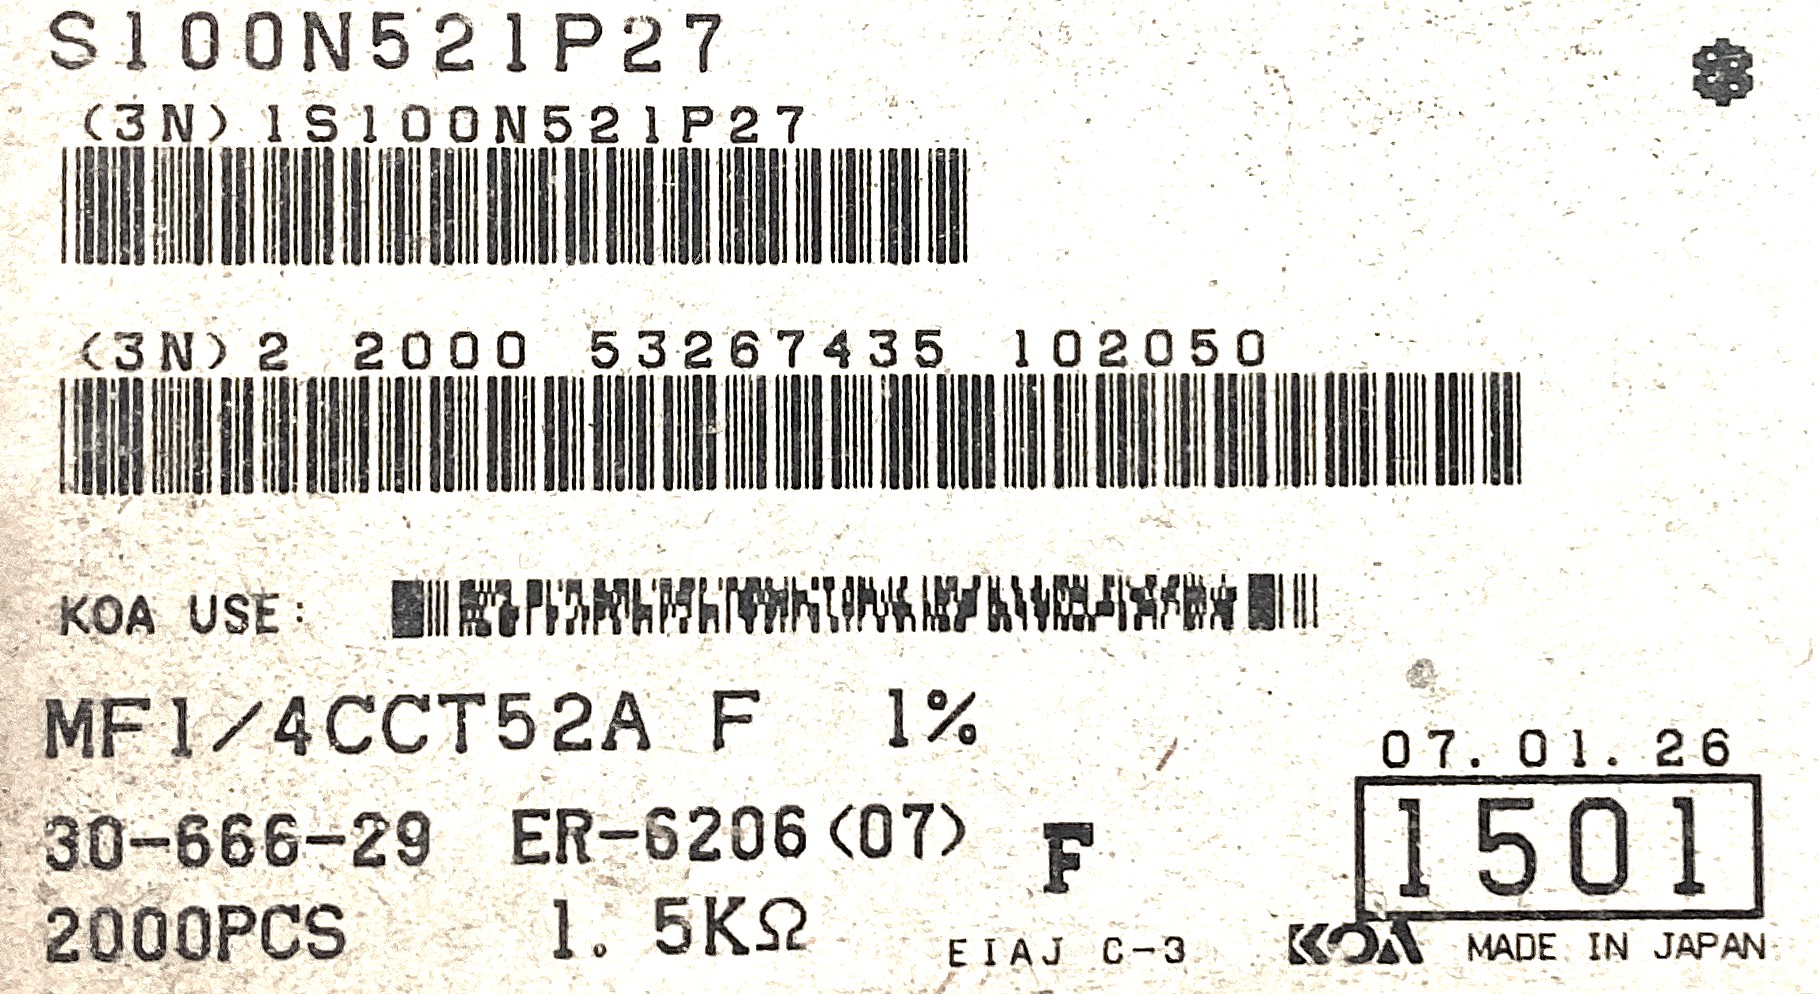 S100N521P27
(3N)1S100N521P27
(3N)2 2000 53267435 102050
KOA USE:
MF1/4CCT52A F 1%
07.01.26
30-666-29 ER-6206(07) F 1501
2000PCS 1.5KΩ EIAJ C-3 KOA MADE IN JAPAN